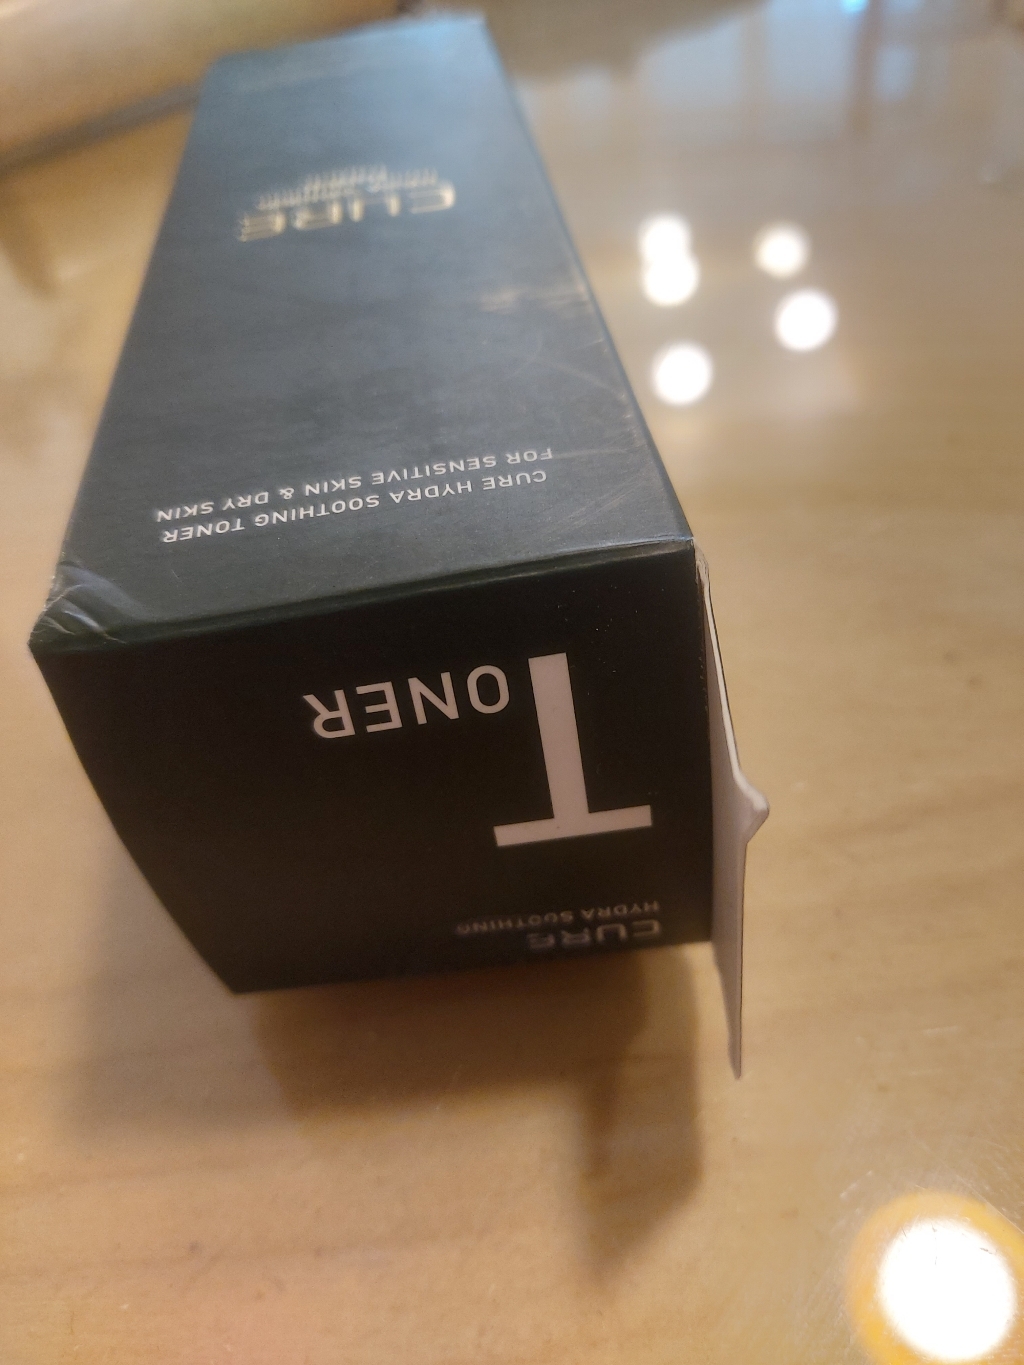 CURE
CURE HYDRA SOOTHING TONER
FOR SENSITIVE SKIN & DRY SKIN
CURE
HYDRA SOOTHING
TONER